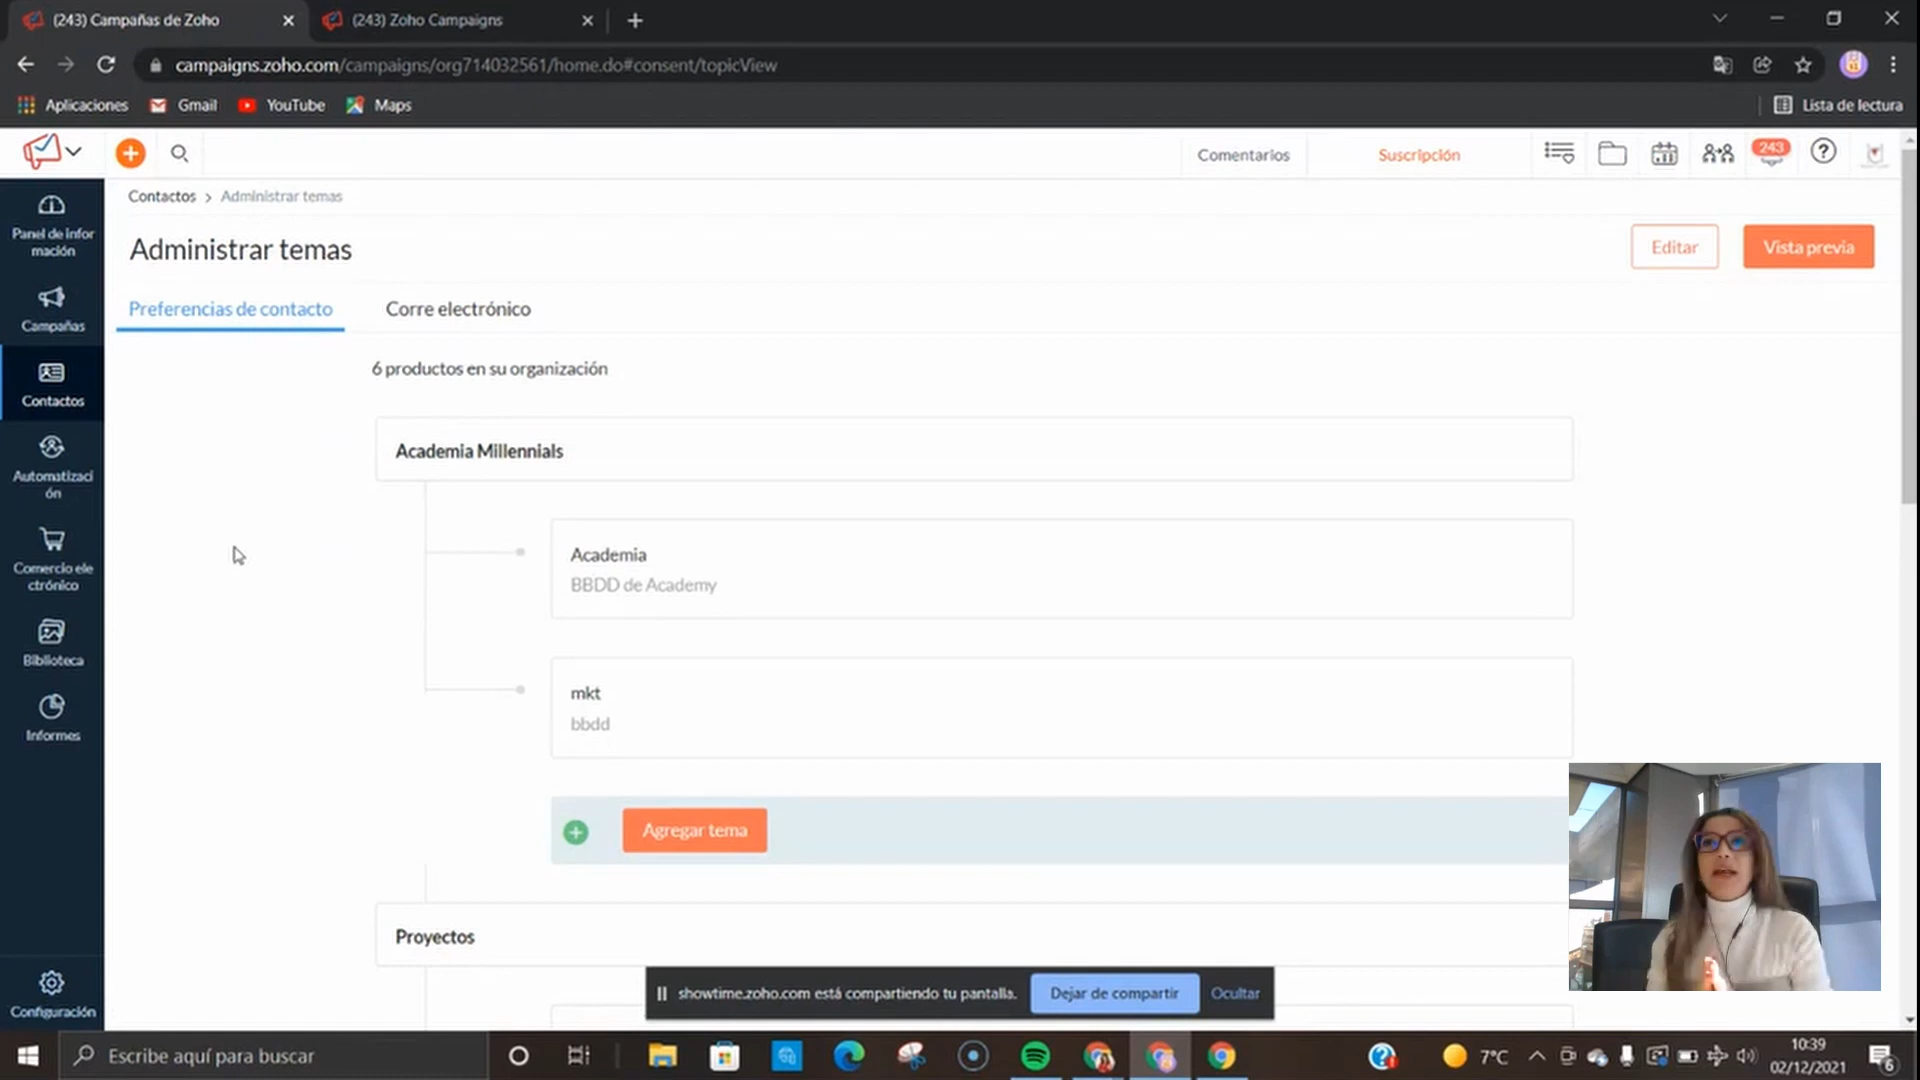 (243) Campañas de Zoho
(243) Zoho Campaigns
campaigns.zoho.com/campaigns/org714032561/home.do#consent/topicView
Aplicaciones
Gmail
YouTube
Maps
Lista de lectura
Comentarios
Suscripción
243
Panel de infor
mación
Campañas
Contactos
Automatizaci
ón
Comercio ele
ctrónico
Biblioteca
Informes
Configuración
Contactos > Administrar temas
Administrar temas
Editar
Vista previa
Preferencias de contacto
Corre electrónico
6 productos en su organización
Academia Millennials
Academia
BBDD de Academy
mkt
bbdd
Agregar tema
Proyectos
showtime.zoho.com está compartiendo tu pantalla.
Dejar de compartir
Ocultar
Escribe aquí para buscar
7°C
10:39
02/12/2021
6